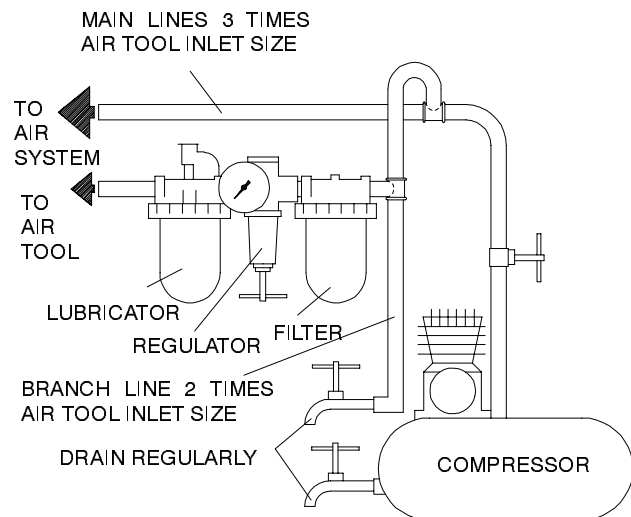 MAIN LINES 3 TIMES
AIR TOOL INLET SIZE
TO
AIR
SYSTEM
TO
AIR
TOOL
LUBRICATOR
REGULATOR
FILTER
BRANCH LINE 2 TIMES
AIR TOOL INLET SIZE
DRAIN REGULARLY
COMPRESSOR